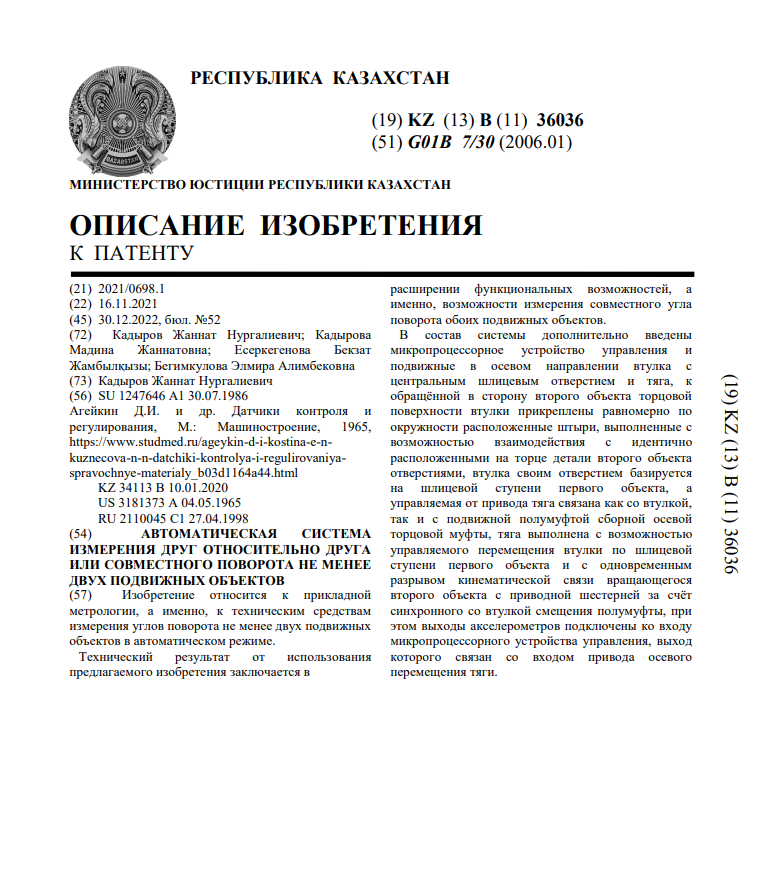 РЕСПУБЛИКА КАЗАХСТАН
(19) KZ (13) B (11) 36036
(51) G01B 7/30 (2006.01)
ҚАЗАҚСТАН
МИНИСТЕРСТВО ЮСТИЦИИ РЕСПУБЛИКИ КАЗАХСТАН
ОПИСАНИЕ ИЗОБРЕТЕНИЯ
К ПАТЕНТУ
(21) 2021/0698.1
(22) 16.11.2021
(45) 30.12.2022, бюл. №52
(72) Кадыров Жаннат Нургалиевич; Кадырова
Мадина Жаннатовна; Есеркегенова Бекзат
Жамбылқызы; Бегимкулова Элмира Алимбековна
(73) Кадыров Жаннат Нургалиевич
(56) SU 1247646 A1 30.07.1986
Агейкин Д.И. и др. Датчики контроля и
регулирования, М.: Машиностроение, 1965,
https://www.studmed.ru/ageykin-d-i-kostina-e-n-
kuznecova-n-n-datchiki-kontrolya-i-regulirovaniya-
spravochnye-materialy_b03d1164a44.html
KZ 34113 B 10.01.2020
US 3181373 A 04.05.1965
RU 2110045 C1 27.04.1998
(54) АВТОМАТИЧЕСКАЯ СИСТЕМА
ИЗМЕРЕНИЯ ДРУГ ОТНОСИТЕЛЬНО ДРУГА
ИЛИ СОВМЕСТНОГО ПОВОРОТА НЕ МЕНЕЕ
ДВУХ ПОДВИЖНЫХ ОБЪЕКТОВ
(57) Изобретение относится к прикладной
метрологии, а именно, к техническим средствам
измерения углов поворота не менее двух подвижных
объектов в автоматическом режиме.
Технический результат от использования
предлагаемого изобретения заключается в
расширении функциональных возможностей, а
именно, возможности измерения совместного угла
поворота обоих подвижных объектов.
В состав системы дополнительно введены
микропроцессорное устройство управления и
подвижные в осевом направлении втулка с
центральным шлицевым отверстием и тяга, к
обращённой в сторону второго объекта торцовой
поверхности втулки прикреплены равномерно по
окружности расположенные штыри, выполненные с
возможностью взаимодействия с идентично
расположенными на торце детали второго объекта
отверстиями, втулка своим отверстием базируется
на шлицевой ступени первого объекта, а
управляемая от привода тяга связана как со втулкой,
так и с подвижной полумуфтой сборной осевой
торцовой муфты, тяга выполнена с возможностью
управляемого перемещения втулки по шлицевой
ступени первого объекта и с одновременным
разрывом кинематической связи вращающегося
второго объекта с приводной шестерней за счёт
синхронного со втулкой смещения полумуфты, при
этом выходы акселерометров подключены ко входу
микропроцессорного устройства управления, выход
которого связан со входом привода осевого
перемещения тяги.
(19) KZ (13) B (11) 36036